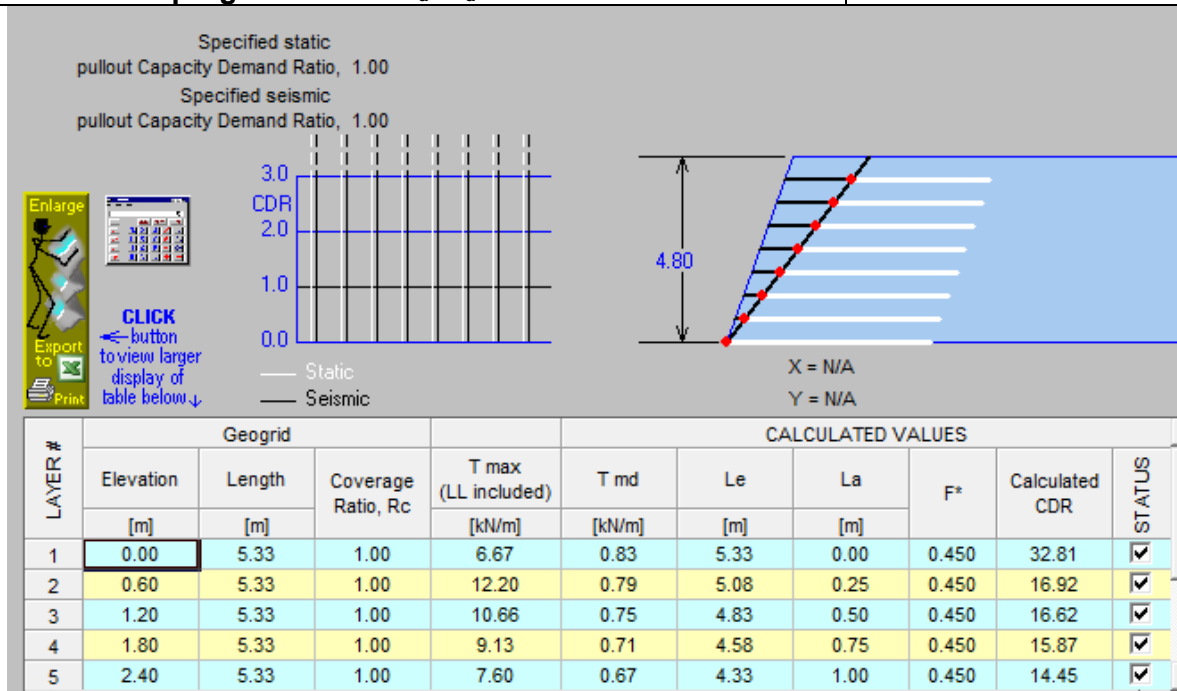 Specified static
pullout Capacity Demand Ratio, 1.00
Specified seismic
pullout Capacity Demand Ratio, 1.00
3.0
CDR
2.0
1.0
0.0
Static
Seismic
Enlarge
Export
to
Print
CLICK
button
to view larger
display of
table below
4.80
X = N/A
Y = N/A
LAYER # Geogrid CALCULATED VALUES
Elevation Length Coverage Ratio, Rc T max (LL included) T md Le La F* Calculated CDR STATUS
[m] [m] [kN/m] [kN/m] [m] [m]
1 0.00 5.33 1.00 6.67 0.83 5.33 0.00 0.450 32.81
2 0.60 5.33 1.00 12.20 0.79 5.08 0.25 0.450 16.92
3 1.20 5.33 1.00 10.66 0.75 4.83 0.50 0.450 16.62
4 1.80 5.33 1.00 9.13 0.71 4.58 0.75 0.450 15.87
5 2.40 5.33 1.00 7.60 0.67 4.33 1.00 0.450 14.45